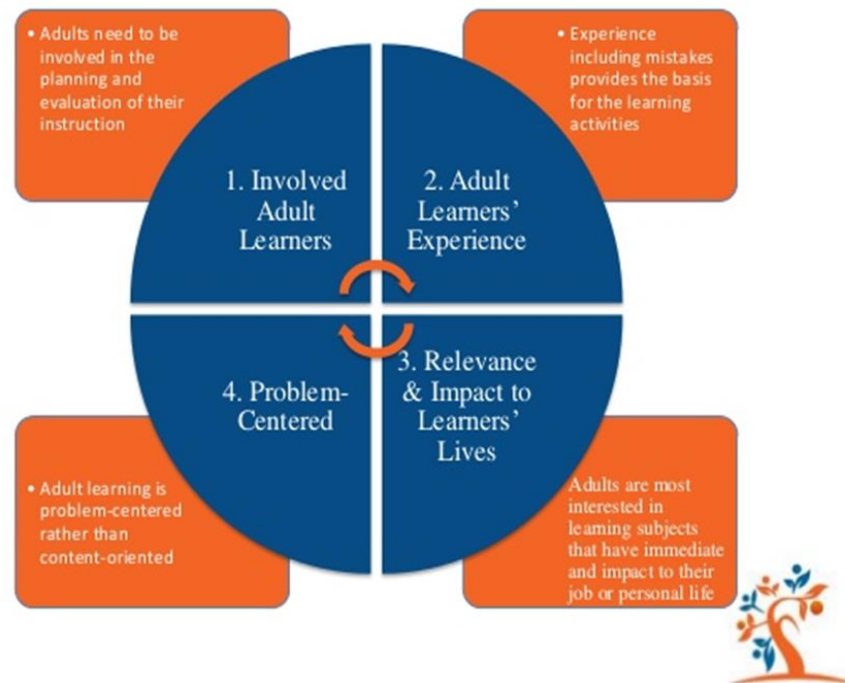 • Adults need to be
involved in the
planning and
evaluation of their
instruction
• Experience
including mistakes
provides the basis
for the learning
activities
1. Involved
Adult
Learners
2. Adult
Learners’
Experience
4. Problem-
Centered
3. Relevance
& Impact to
Learners’
Lives
• Adult learning is
problem-centered
rather than
content-oriented
Adults are most
interested in
learning subjects
that have immediate
and impact to their
job or personal life